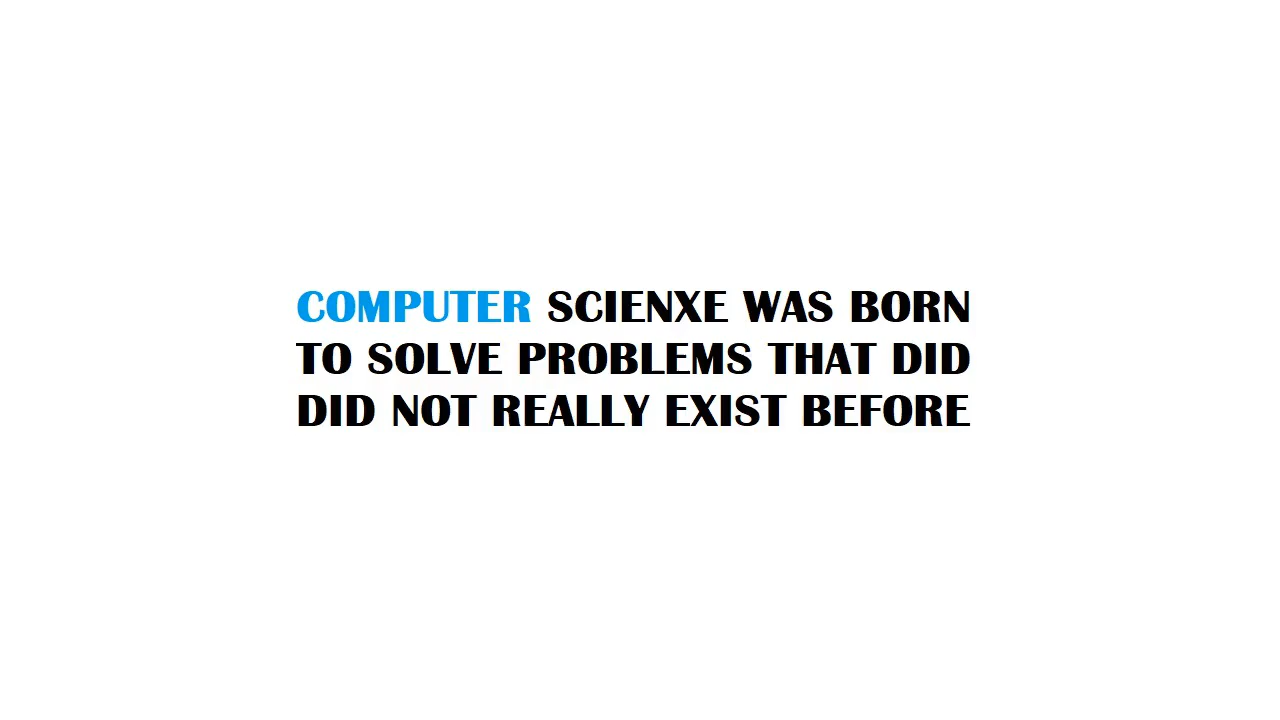 COMPUTER SCIENXE WAS BORN
TO SOLVE PROBLEMS THAT DID
DID NOT REALLY EXIST BEFORE